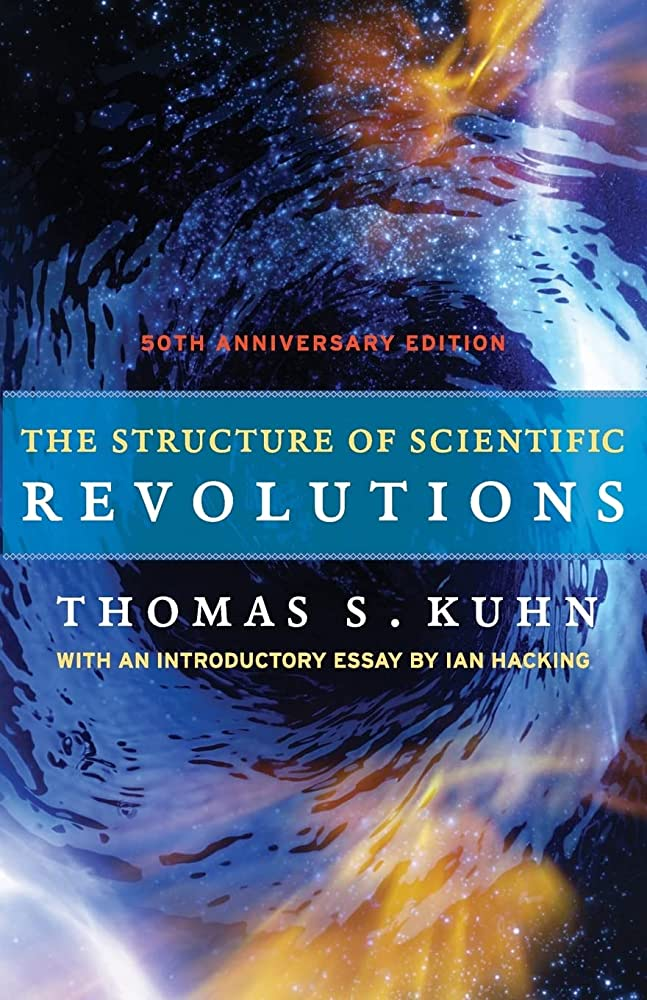 50TH ANNIVERSARY EDITION
THE STRUCTURE OF SCIENTIFIC
REVOLUTIONS
THOMAS S. KUHN
WITH AN INTRODUCTORY ESSAY BY IAN HACKING